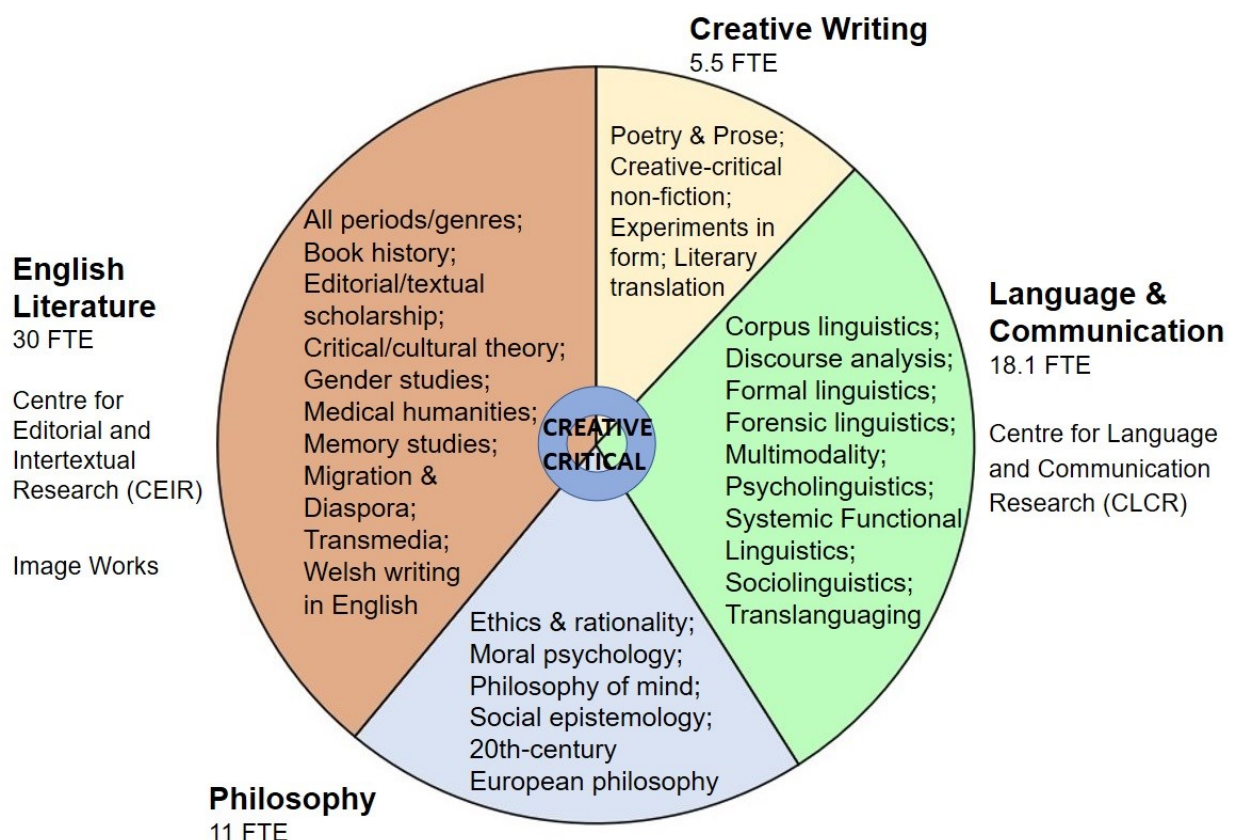 Creative Writing
5.5 FTE
Poetry & Prose;
Creative-critical
non-fiction;
Experiments in
form; Literary
translation
Language &
Communication
18.1 FTE
Centre for Language
and Communication
Research (CLCR)
Corpus linguistics;
Discourse analysis;
Formal linguistics;
Forensic linguistics;
Multimodality;
Psycholinguistics;
Systemic Functional
Linguistics;
Sociolinguistics;
Translanguaging
English
Literature
30 FTE
Centre for
Editorial and
Intertextual
Research (CEIR)
Image Works
All periods/genres;
Book history;
Editorial/textual
scholarship;
Critical/cultural theory;
Gender studies;
Medical humanities;
Memory studies;
Migration &
Diaspora;
Transmedia;
Welsh writing
in English
CREATIVE
CRITICAL
Ethics & rationality;
Moral psychology;
Philosophy of mind;
Social epistemology;
20th-century
European philosophy
Philosophy
11 FTE